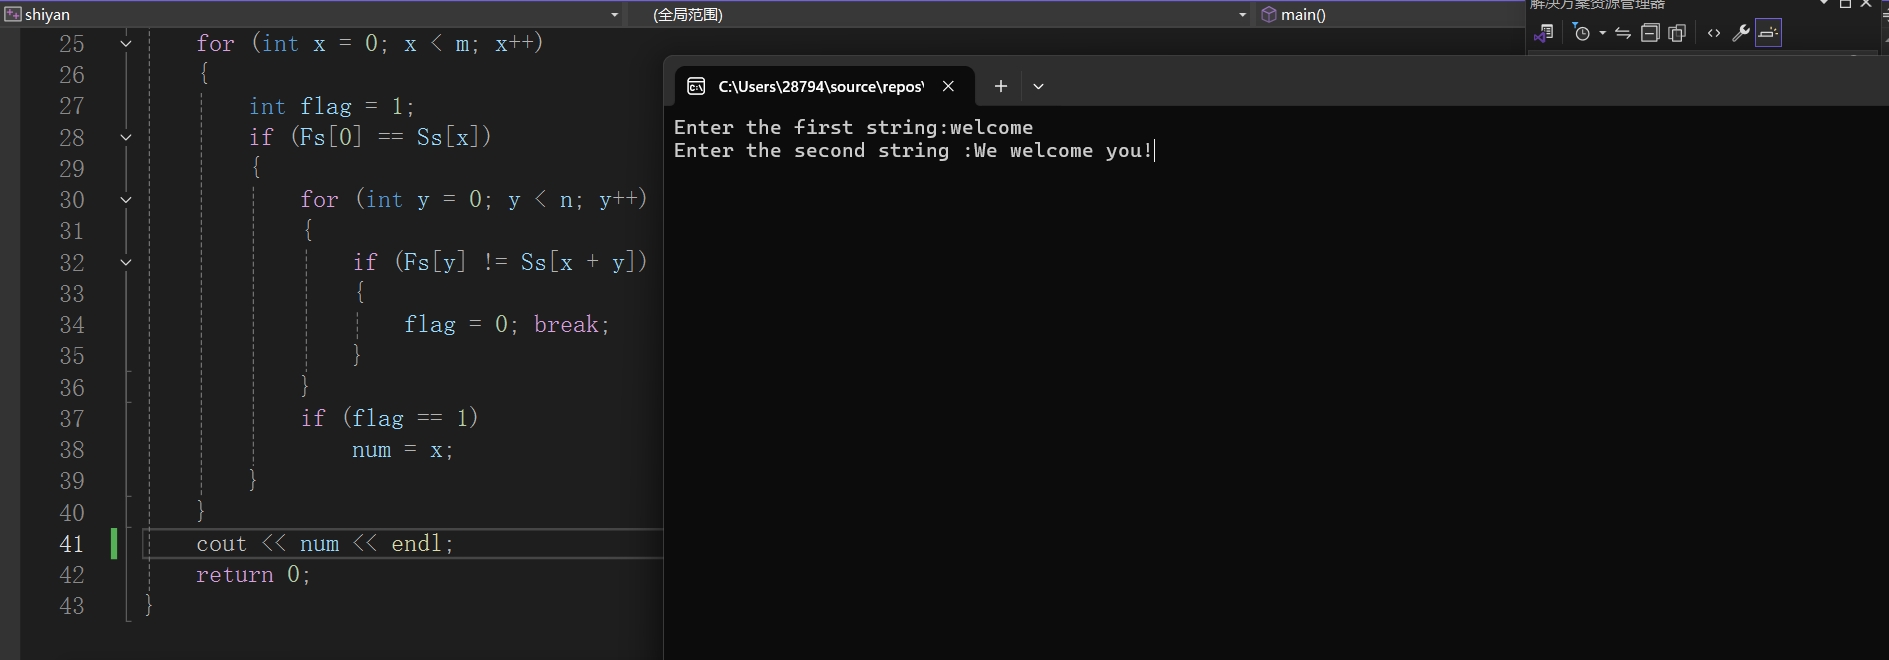 shiyan (全局范围) main()
解决方案资源管理器
25 for (int x = 0; x < m; x++)
26 {
27 int flag = 1;
28 if (Fs[0] == Ss[x])
29 {
30 for (int y = 0; y < n; y++)
31 {
32 if (Fs[y] != Ss[x + y])
33 {
34 flag = 0; break;
35 }
36 }
37 if (flag == 1)
38 num = x;
39 }
40 }
41 cout << num << endl;
42 return 0;
43 }
C:\Users\28794\source\repos\
Enter the first string:welcome
Enter the second string :We welcome you!